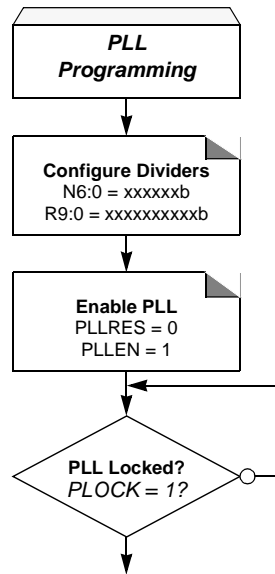 PLL
Programming
Configure Dividers
N6:0 = xxxxxxb
R9:0 = xxxxxxxxxxb
Enable PLL
PLLRES = 0
PLLEN = 1
PLL Locked?
PLOCK = 1?